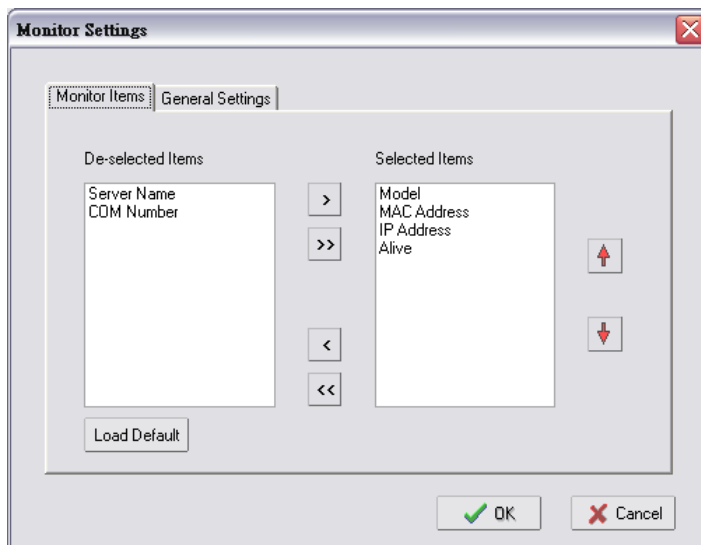 Monitor Settings
Monitor Items
General Settings
De-selected Items
Selected Items
Server Name
COM Number
>
>>
<
<<
Model
MAC Address
IP Address
Alive
Load Default
OK
Cancel